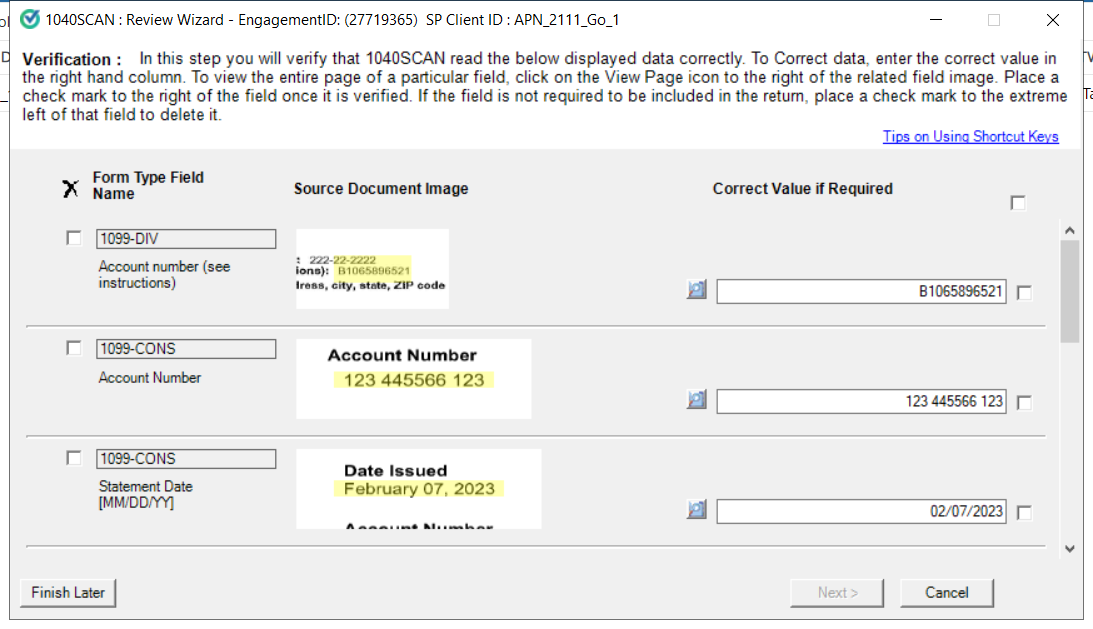 1040SCAN : Review Wizard - EngagementID: (27719365)  SP Client ID : APN_2111_Go_1
Verification :   In this step you will verify that 1040SCAN read the below displayed data correctly. To Correct data, enter the correct value in
the right hand column. To view the entire page of a particular field, click on the View Page icon to the right of the related field image. Place a
check mark to the right of the field once it is verified. If the field is not required to be included in the return, place a check mark to the extreme
left of that field to delete it.
Tips on Using Shortcut Keys
Form Type Field
Name
Source Document Image
Correct Value if Required
1099-DIV
Account number (see
instructions)
: 222-22-2222
ions): B1065896521
dress, city, state, ZIP code
B1065896521
1099-CONS
Account Number
Account Number
123 445566 123
123 445566 123
1099-CONS
Statement Date
[MM/DD/YY]
Date Issued
February 07, 2023
Account Number
02/07/2023
Finish Later
Next >
Cancel